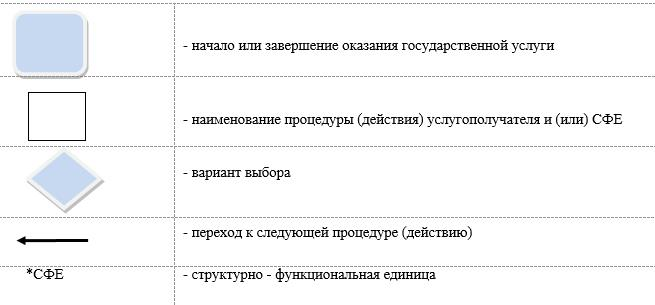 - начало или завершение оказания государственной услуги
- наименование процедуры (действия) услугополучателя и (или) СФЕ
- вариант выбора
- переход к следующей процедуре (действию)
*СФЕ - структурно - функциональная единица